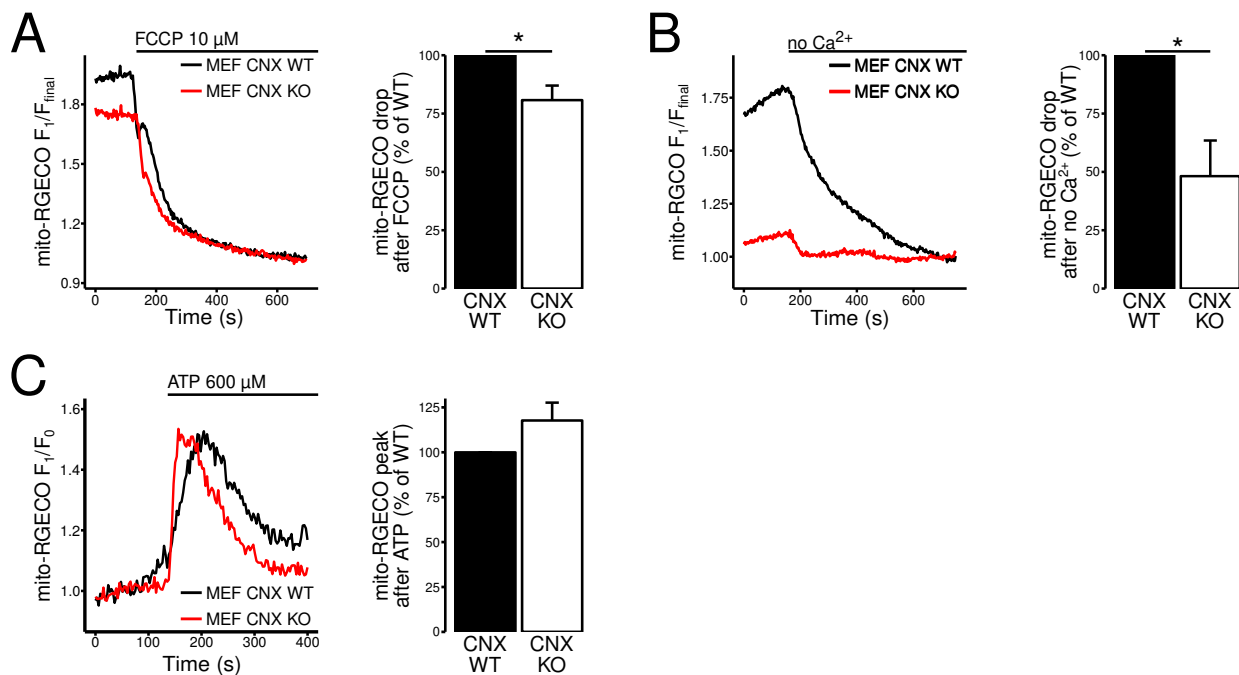 A
FCCP 10 μM
MEF CNX WT
MEF CNX KO
mito-RGECO F1/Ffinal
1.8
1.5
1.2
0.9
0 200 400 600
Time (s)
*
mito-RGECO drop
after FCCP (% of WT)
100
75
50
25
0
CNX CNX
WT KO
B
no Ca2+
MEF CNX WT
MEF CNX KO
mito-RGCO F1/Ffinal
1.75
1.50
1.25
1.00
0 200 400 600
Time (s)
*
mito-RGECO drop
after no Ca2+ (% of WT)
100
75
50
25
0
CNX CNX
WT KO
C
ATP 600 μM
mito-RGECO F1/F0
1.6
1.4
1.2
1.0
MEF CNX WT
MEF CNX KO
0 100 200 300 400
Time (s)
mito-RGECO peak
after ATP (% of WT)
125
100
75
50
25
0
CNX CNX
WT KO